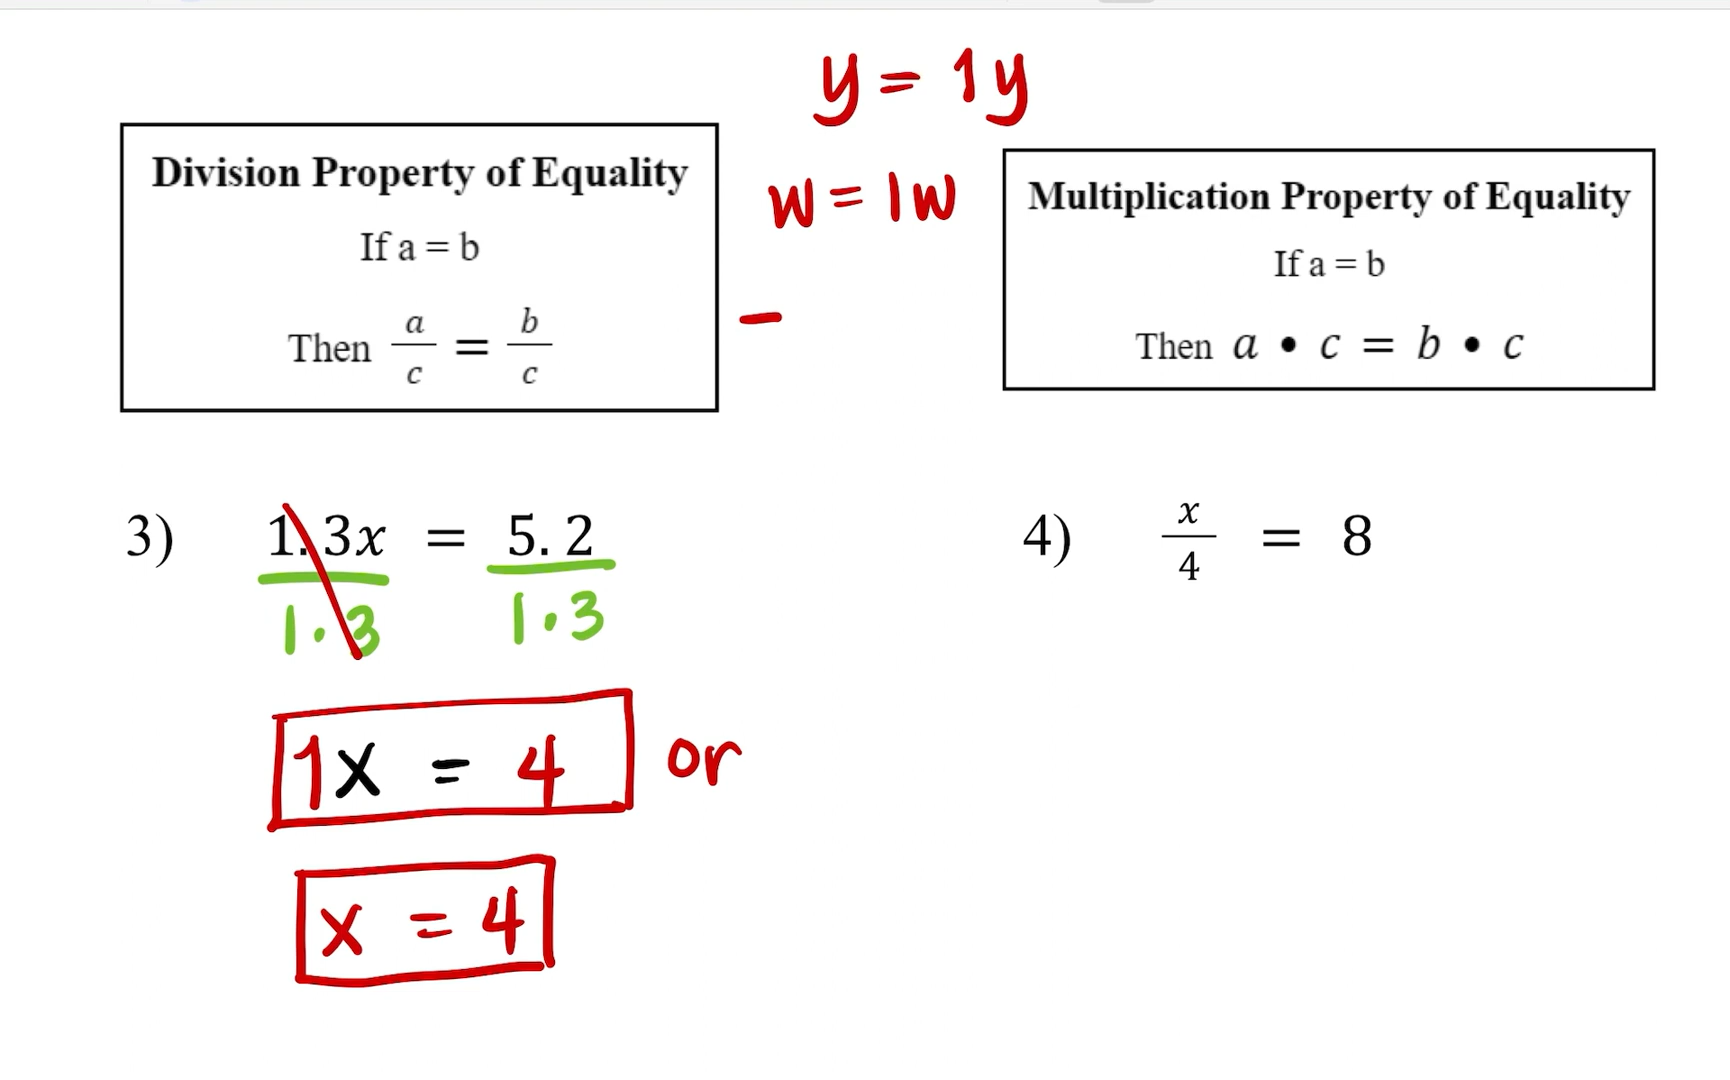 y = 1y
Division Property of Equality
If a = b
Then a/c = b/c
w = 1w
-
Multiplication Property of Equality
If a = b
Then a • c = b • c
3) 1.3x = 5.2
1.3 1.3
1x = 4 or
x = 4
4) x/4 = 8